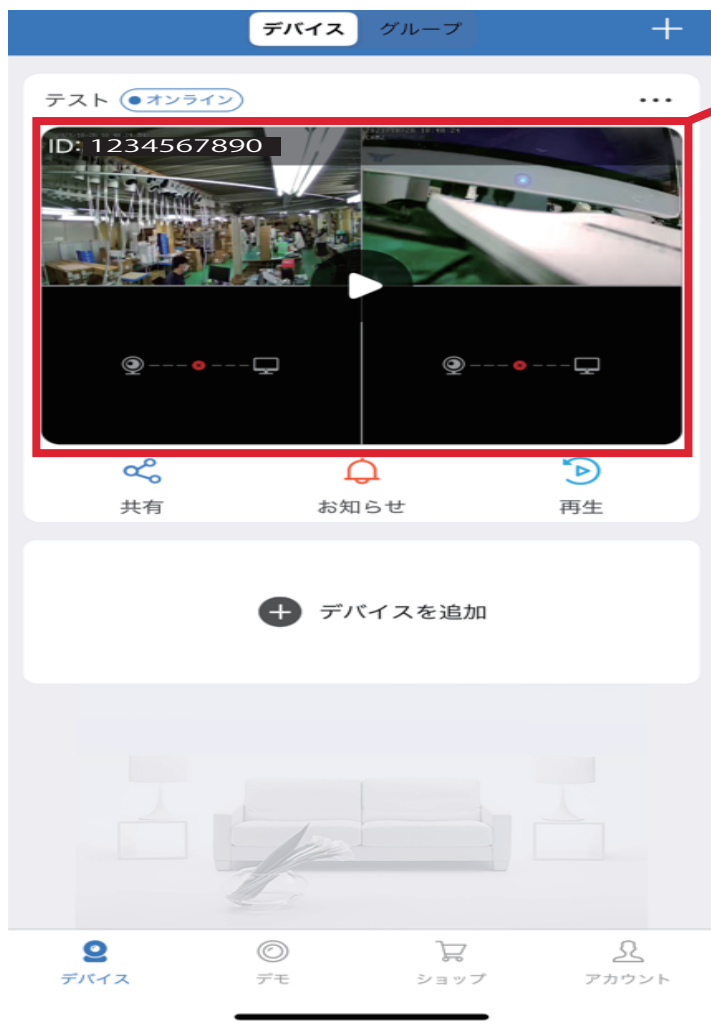 デバイス グループ
テスト オンライン
ID: 1234567890
共有 お知らせ 再生
デバイスを追加
デバイス デモ ショップ アカウント